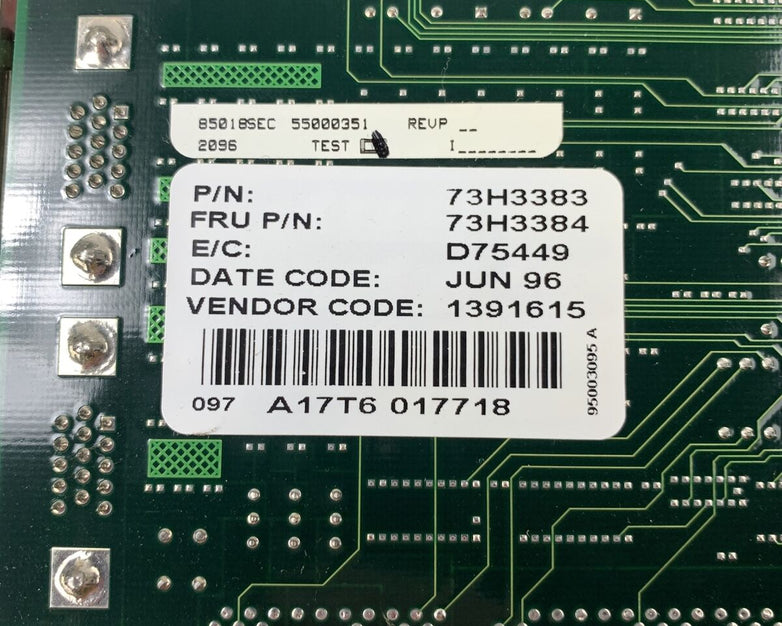 85018SEC 55000351 REVP __
2096 TEST I________
P/N: 73H3383
FRU P/N: 73H3384
E/C: D75449
DATE CODE: JUN 96
VENDOR CODE: 1391615
097 A17T6 017718
95003095 A